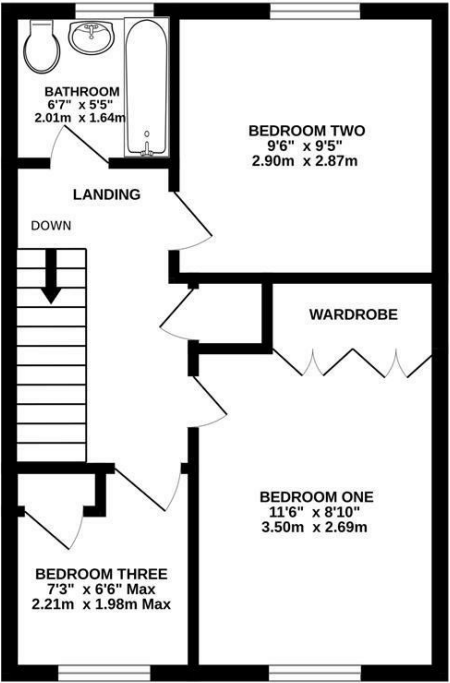 BATHROOM
6'7" x 5'5"
2.01m x 1.64m
BEDROOM TWO
9'6" x 9'5"
2.90m x 2.87m
LANDING
DOWN
WARDROBE
BEDROOM ONE
11'6" x 8'10"
3.50m x 2.69m
BEDROOM THREE
7'3" x 6'6" Max
2.21m x 1.98m Max